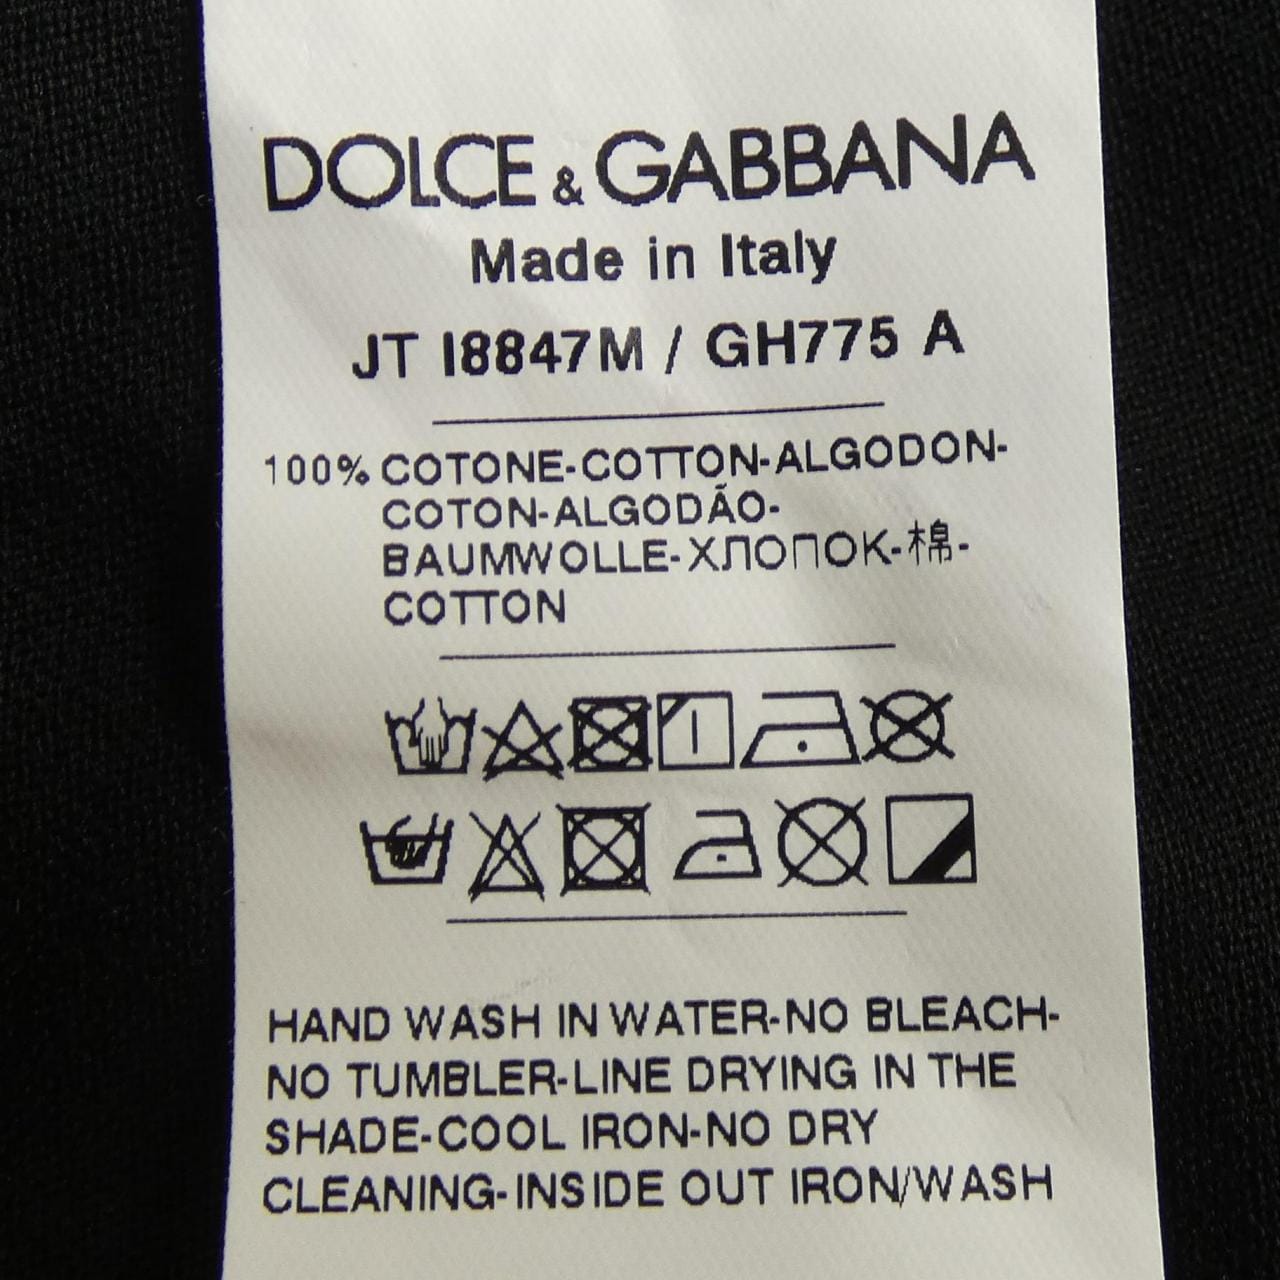 DOLCE & GABBANA
Made in Italy
JT I8847M / GH775 A
100% COTONE-COTTON-ALGODON-
COTON-ALGODÃO-
BAUMWOLLE-ХЛОПОК-棉-
COTTON
HAND WASH IN WATER-NO BLEACH-
NO TUMBLER-LINE DRYING IN THE
SHADE-COOL IRON-NO DRY
CLEANING-INSIDE OUT IRON/WASH